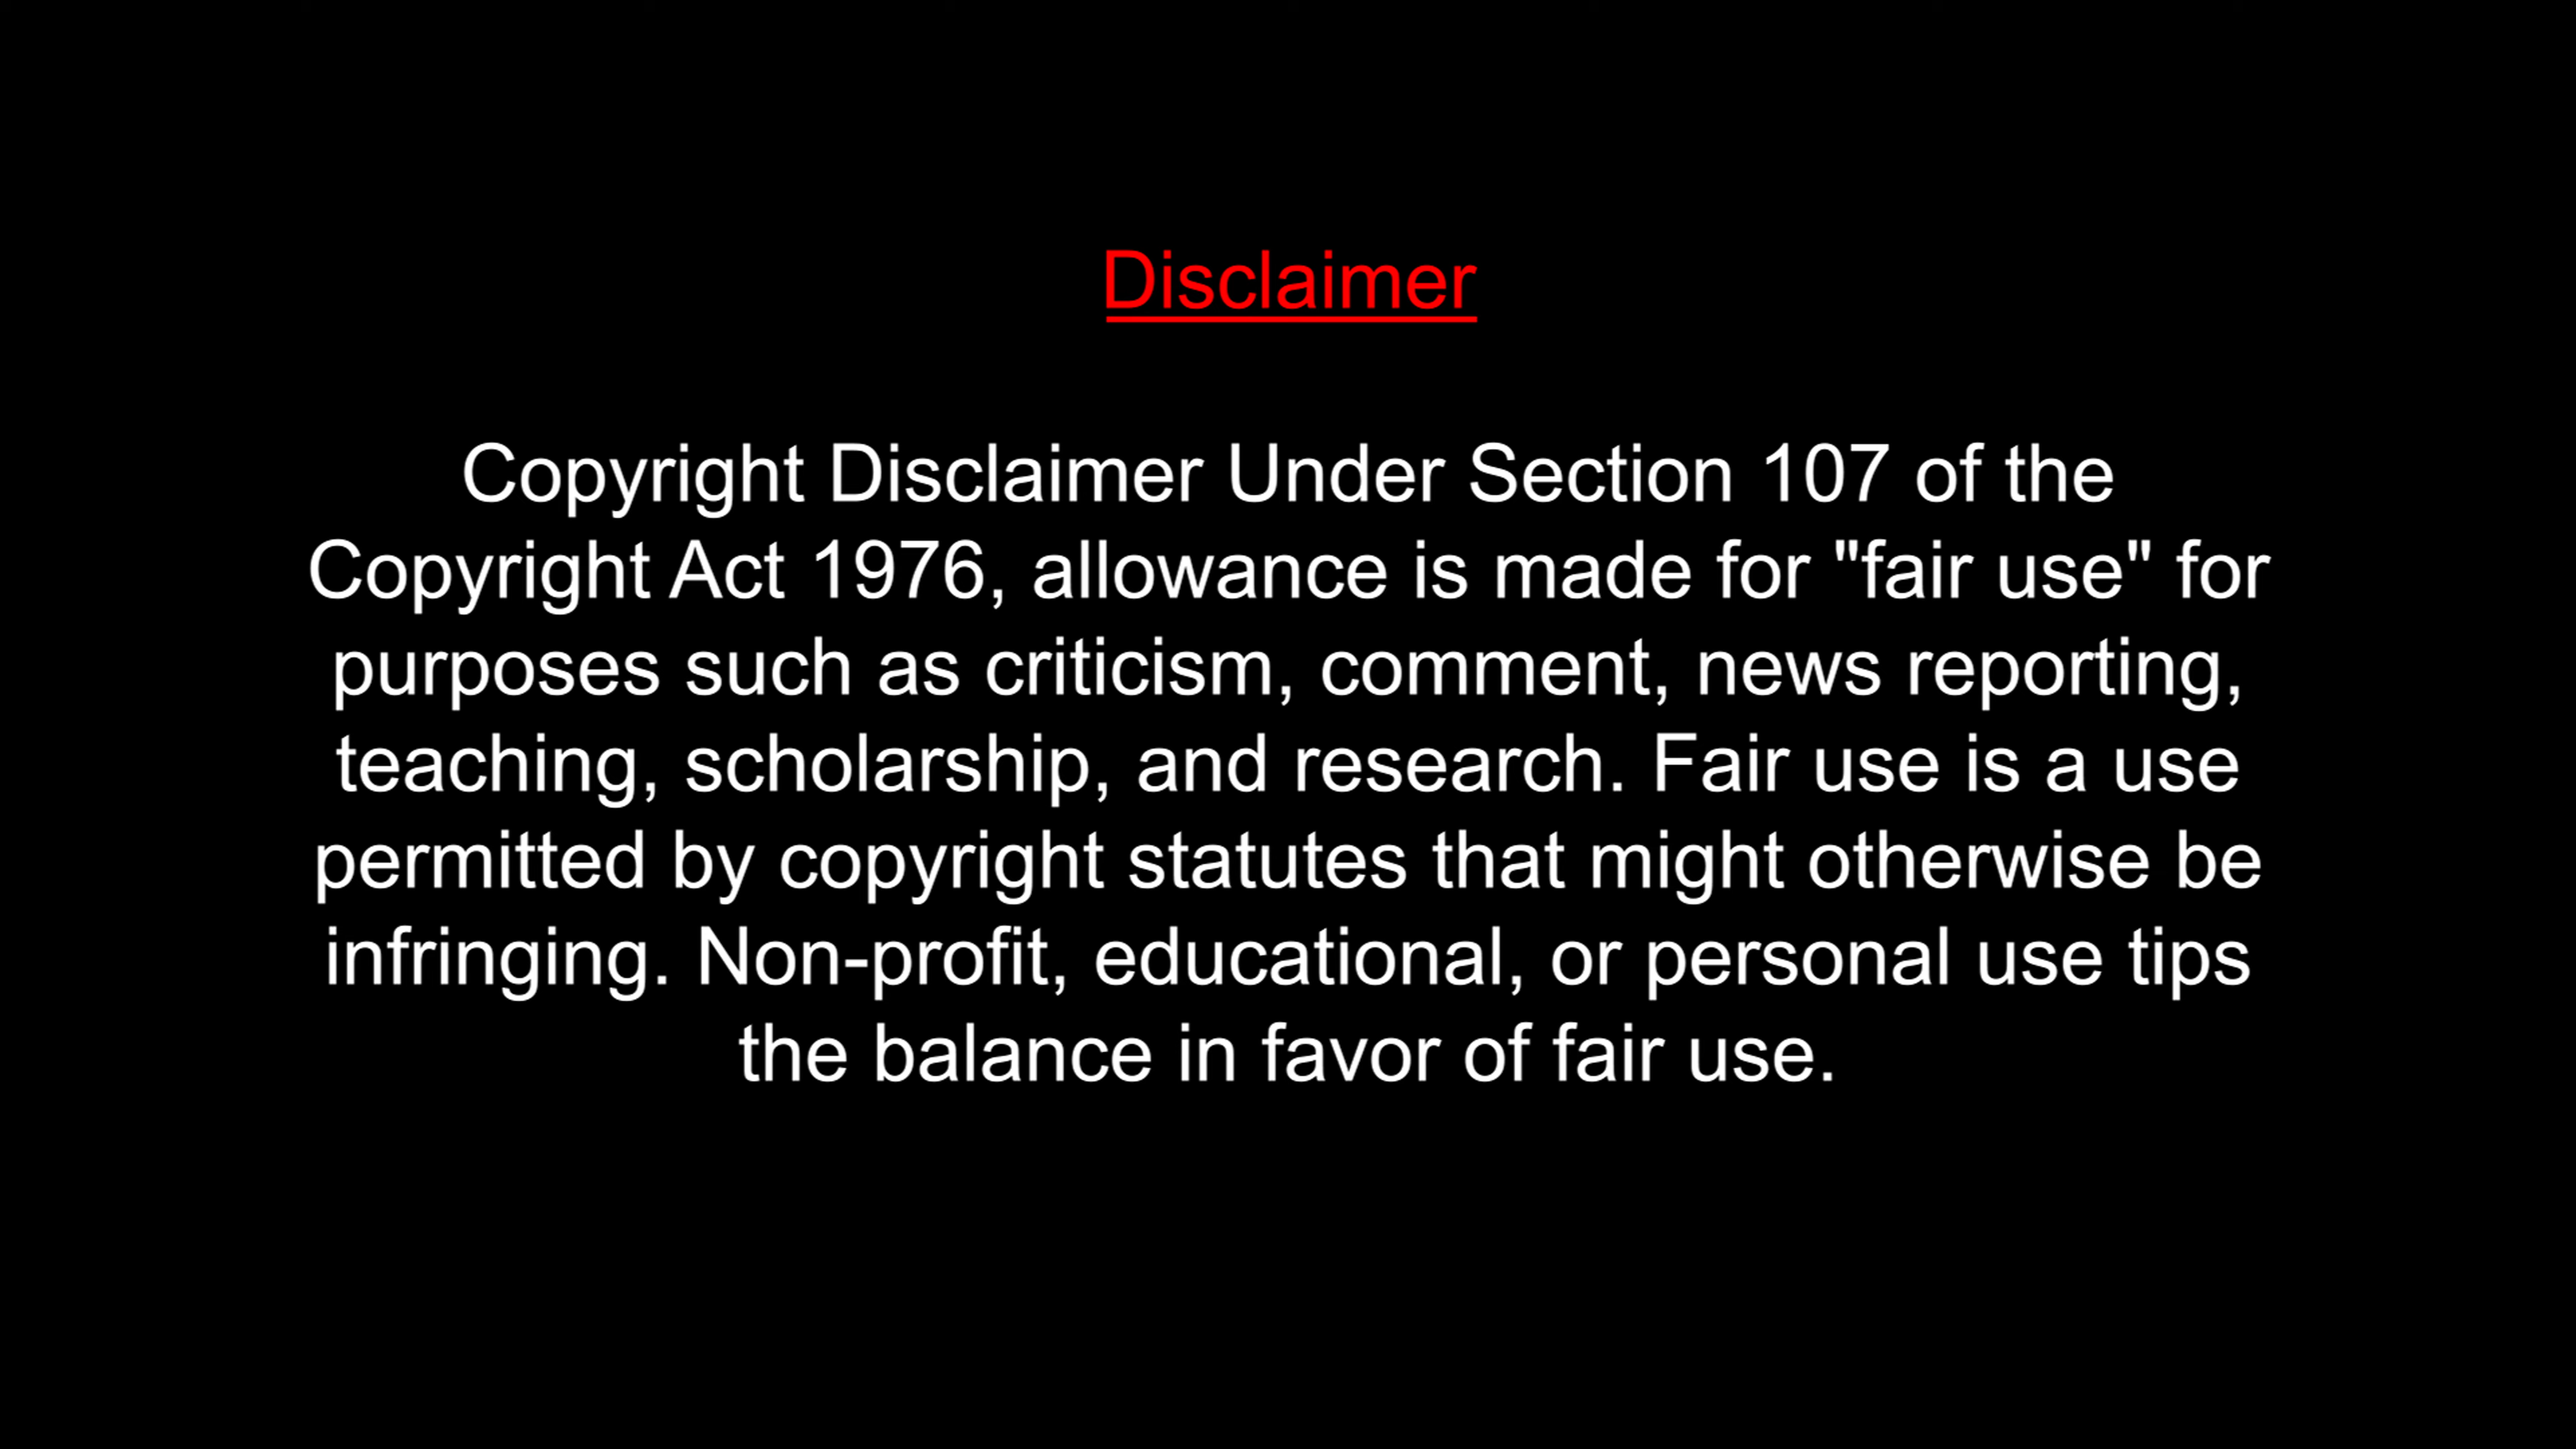 Disclaimer
Copyright Disclaimer Under Section 107 of the
Copyright Act 1976, allowance is made for "fair use" for
purposes such as criticism, comment, news reporting,
teaching, scholarship, and research. Fair use is a use
permitted by copyright statutes that might otherwise be
infringing. Non-profit, educational, or personal use tips
the balance in favor of fair use.